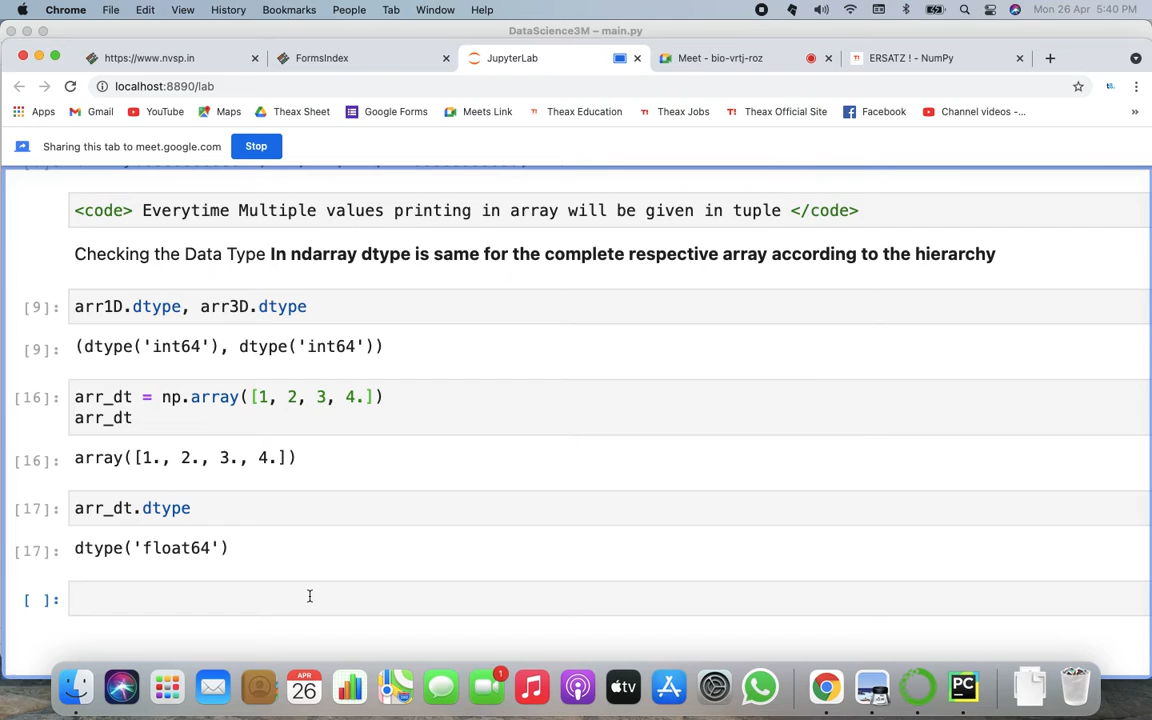 Chrome File Edit View History Bookmarks People Tab Window Help Mon 26 Apr 5:40 PM
DataScience3M – main.py
https://www.nvsp.in FormsIndex JupyterLab Meet - bio-vrtj-roz ERSATZ ! - NumPy
localhost:8890/lab
Apps Gmail YouTube Maps Theax Sheet Google Forms Meets Link Theax Education Theax Jobs Theax Official Site Facebook Channel videos -... »
Sharing this tab to meet.google.com Stop
<code> Everytime Multiple values printing in array will be given in tuple </code>
Checking the Data Type In ndarray dtype is same for the complete respective array according to the hierarchy
[9]: arr1D.dtype, arr3D.dtype
[9]: (dtype('int64'), dtype('int64'))
[16]: arr_dt = np.array([1, 2, 3, 4.])
arr_dt
[16]: array([1., 2., 3., 4.])
[17]: arr_dt.dtype
[17]: dtype('float64')
[ ]:
APR
26
1
tv
PC